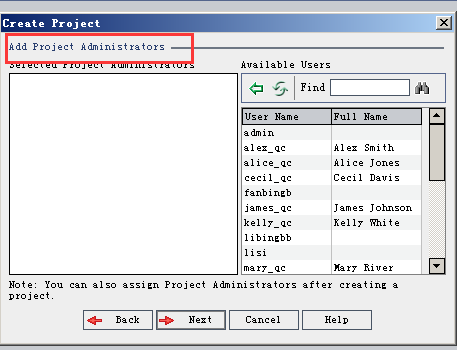 Create Project
Add Project Administrators
Selected Project Administrators
Available Users
Find
User Name Full Name
admin
alex_qc Alex Smith
alice_qc Alice Jones
cecil_qc Cecil Davis
fanbingb
james_qc James Johnson
kelly_qc Kelly White
libingbb
lisi
mary_qc Mary River
Note: You can also assign Project Administrators after creating a
project.
Back Next Cancel Help